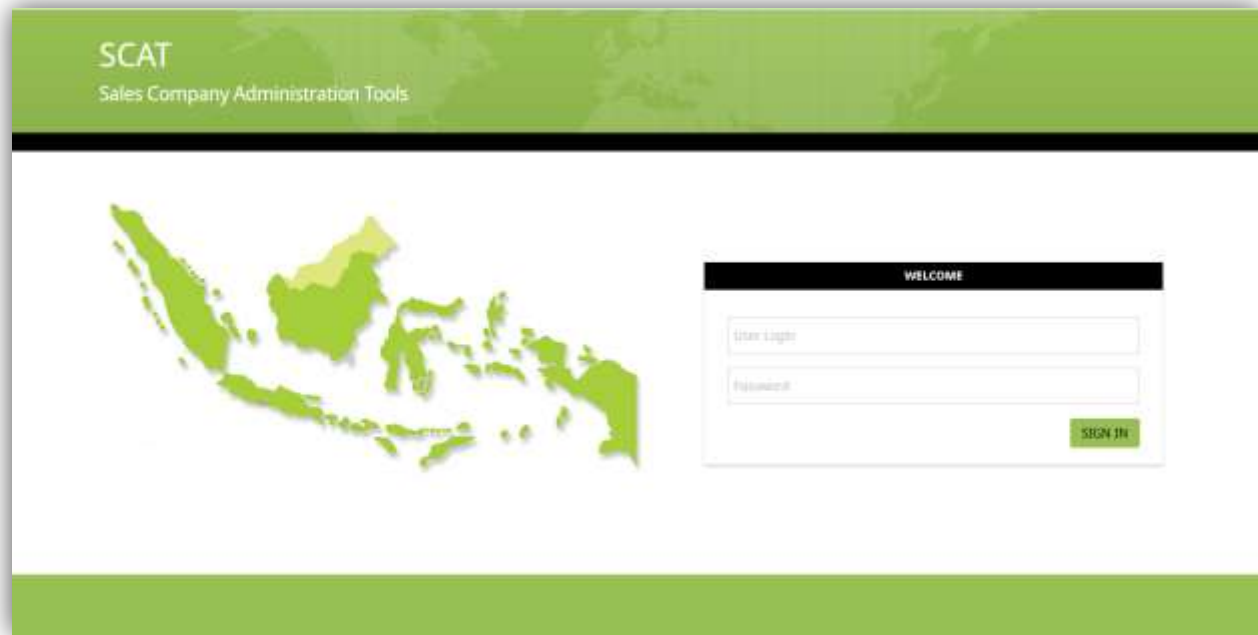 SCAT
Sales Company Administration Tools
WELCOME
User Login
Password
SIGN IN